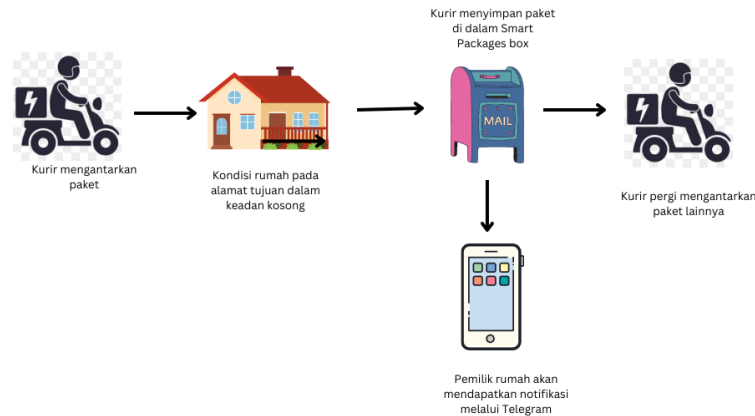 Kurir menyimpan paket
di dalam Smart
Packages box
MAIL
Kurir mengantarkan
paket
Kondisi rumah pada
alamat tujuan dalam
keadan kosong
Kurir pergi mengantarkan
paket lainnya
Pemilik rumah akan
mendapatkan notifikasi
melalui Telegram